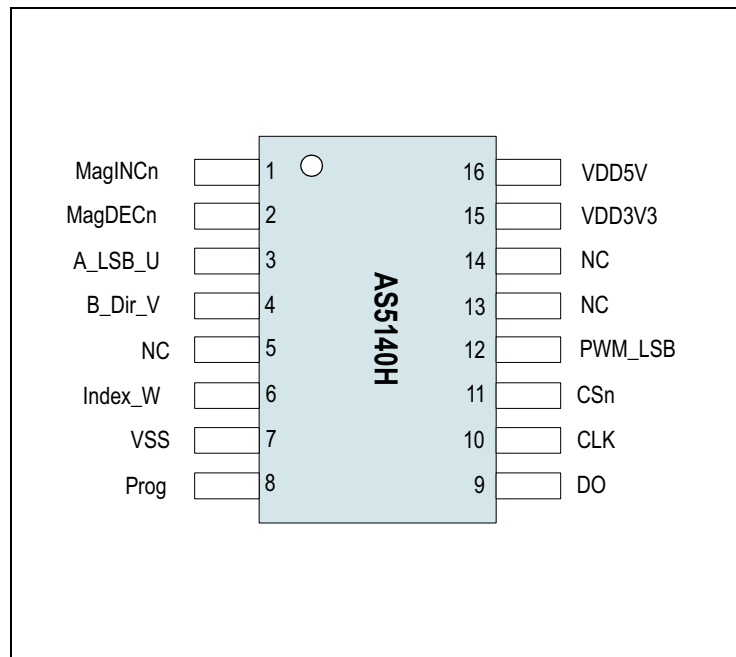 MagINCn 1 16 VDD5V
MagDECn 2 15 VDD3V3
A_LSB_U 3 14 NC
B_Dir_V 4 13 NC
NC 5 12 PWM_LSB
Index_W 6 11 CSn
VSS 7 10 CLK
Prog 8 9 DO
AS5140H